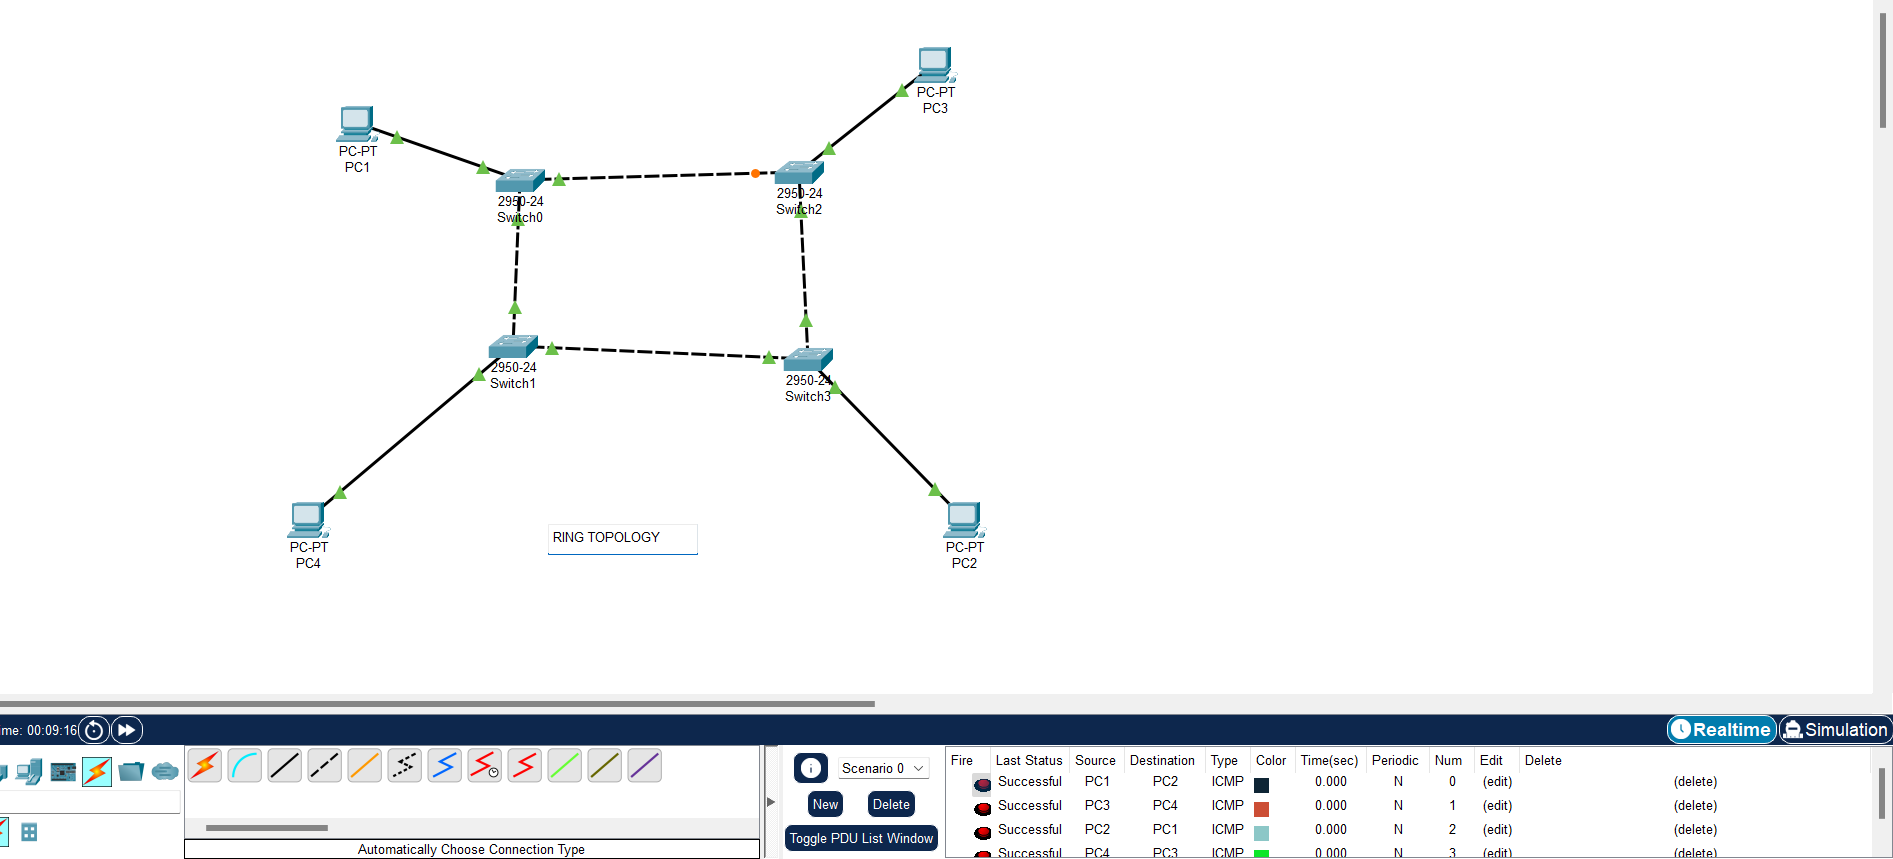 PC-PT
PC3
PC-PT
PC1
2950-24
Switch0
2950-24
Switch2
2950-24
Switch1
2950-24
Switch3
RING TOPOLOGY
PC-PT
PC4
PC-PT
PC2
ime: 00:09:16
Realtime
Simulation
Scenario 0
New
Delete
Toggle PDU List Window
Automatically Choose Connection Type
Fire Last Status Source Destination Type Color Time(sec) Periodic Num Edit Delete
Successful PC1 PC2 ICMP 0.000 N 0 (edit) (delete)
Successful PC3 PC4 ICMP 0.000 N 1 (edit) (delete)
Successful PC2 PC1 ICMP 0.000 N 2 (edit) (delete)
Successful PC4 PC3 ICMP 0.000 N 3 (edit) (delete)